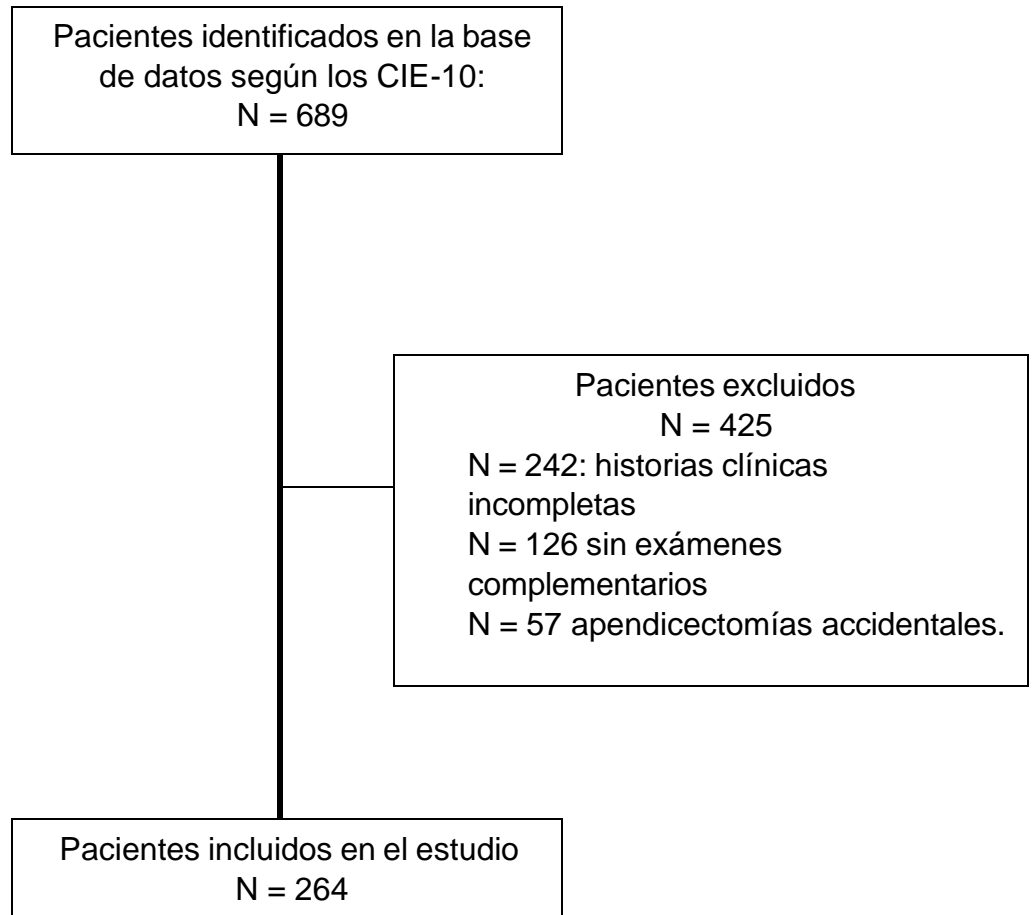 Pacientes identificados en la base
de datos según los CIE-10:
N = 689
Pacientes excluidos
N = 425
N = 242: historias clínicas
incompletas
N = 126 sin exámenes
complementarios
N = 57 apendicectomías accidentales.
Pacientes incluidos en el estudio
N = 264